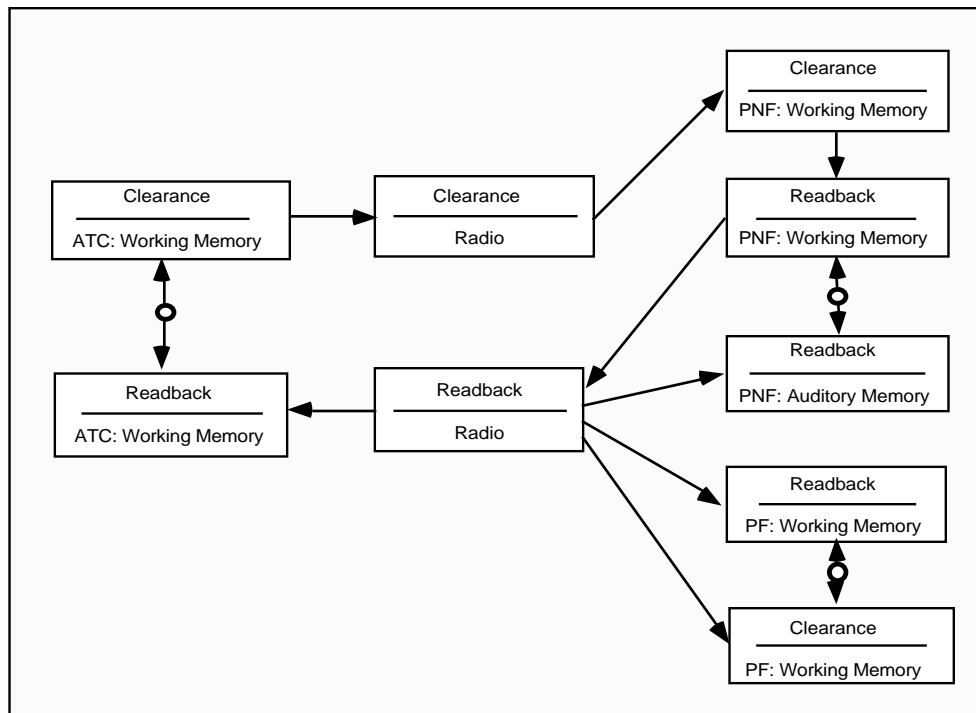 Clearance
PNF: Working Memory
Clearance
ATC: Working Memory
Clearance
Radio
Readback
PNF: Working Memory
Readback
ATC: Working Memory
Readback
Radio
Readback
PNF: Auditory Memory
Readback
PF: Working Memory
Clearance
PF: Working Memory